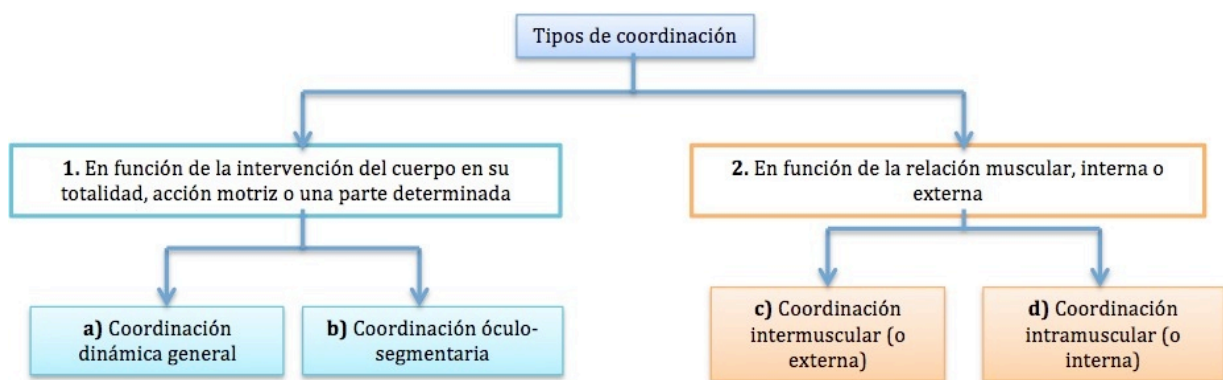 Tipos de coordinación
1. En función de la intervención del cuerpo en su
totalidad, acción motriz o una parte determinada
2. En función de la relación muscular, interna o
externa
a) Coordinación
dinámica general
b) Coordinación óculo-
segmentaria
c) Coordinación
intermuscular (o
externa)
d) Coordinación
intramuscular (o
interna)